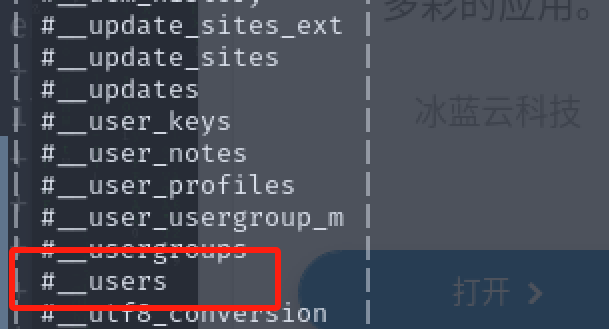 多彩的应用。
| #__update_sites_ext |
| #__update_sites |
| #__updates |
| #__user_keys |
冰蓝云科技
| #__user_notes |
| #__user_profiles |
| #__user_usergroup_m |
| #__usergroups |
| #__users |
打开
| #__utf8_conversion |